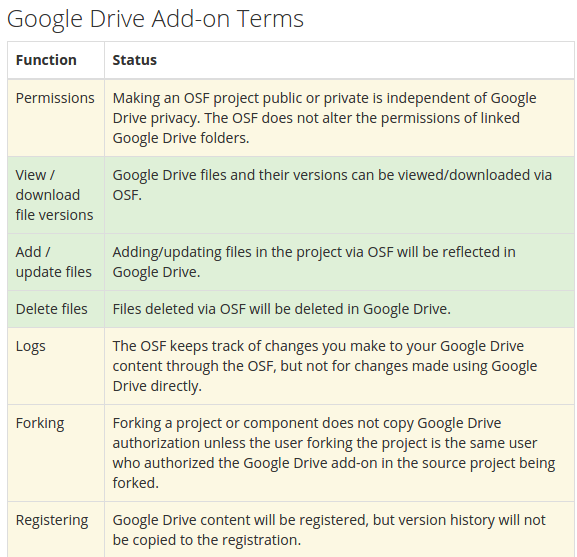 Google Drive Add-on Terms
Function Status
Permissions Making an OSF project public or private is independent of Google
Drive privacy. The OSF does not alter the permissions of linked
Google Drive folders.
View / Google Drive files and their versions can be viewed/downloaded via
download OSF.
file versions
Add / Adding/updating files in the project via OSF will be reflected in
update files Google Drive.
Delete files Files deleted via OSF will be deleted in Google Drive.
Logs The OSF keeps track of changes you make to your Google Drive
content through the OSF, but not for changes made using Google
Drive directly.
Forking Forking a project or component does not copy Google Drive
authorization unless the user forking the project is the same user
who authorized the Google Drive add-on in the source project being
forked.
Registering Google Drive content will be registered, but version history will not
be copied to the registration.